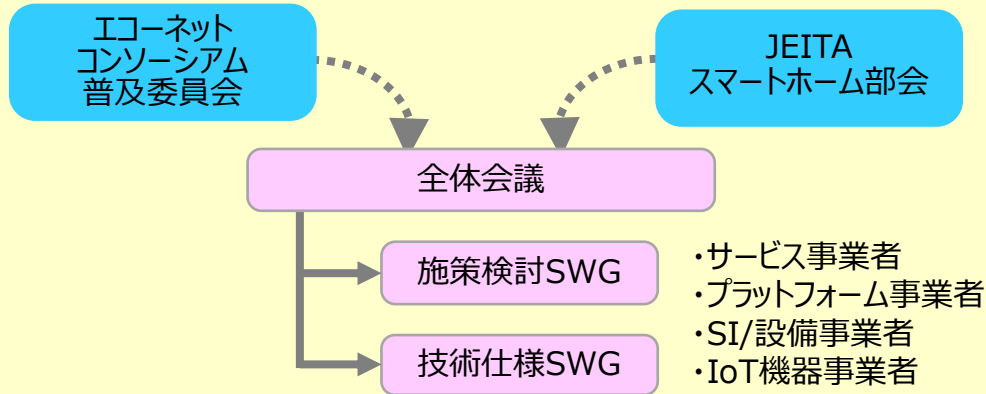 エコーネット
コンソーシアム
普及委員会
JEITA
スマートホーム部会
全体会議
施策検討SWG
技術仕様SWG
・サービス事業者
・プラットフォーム事業者
・SI/設備事業者
・IoT機器事業者